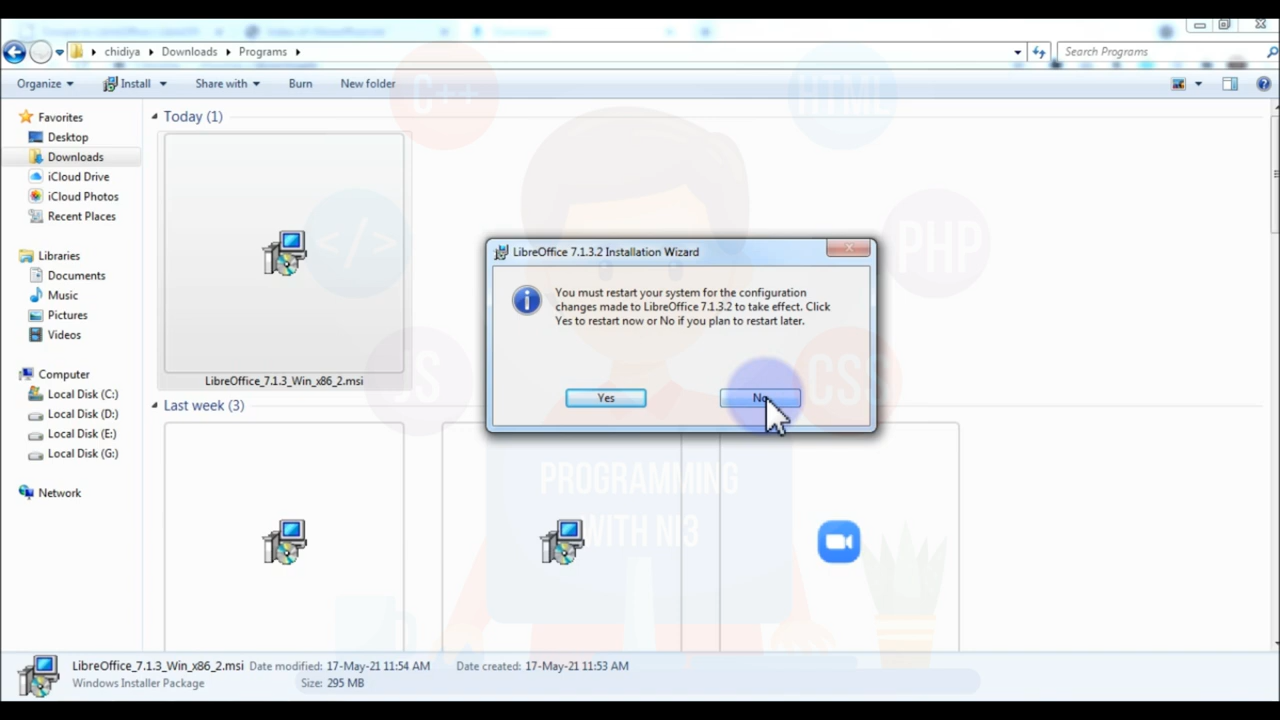 chidiya Downloads Programs
Search Programs
Organize Install Share with Burn New folder
Favorites
Desktop
Downloads
iCloud Drive
iCloud Photos
Recent Places
Libraries
Documents
Music
Pictures
Videos
Computer
Local Disk (C:)
Local Disk (D:)
Local Disk (E:)
Local Disk (G:)
Network
Today (1)
LibreOffice_7.1.3_Win_x86_2.msi
Last week (3)
LibreOffice 7.1.3.2 Installation Wizard
You must restart your system for the configuration
changes made to LibreOffice 7.1.3.2 to take effect. Click
Yes to restart now or No if you plan to restart later.
Yes No
C++
HTML
</>
PHP
JS
CSS
PROGRAMMING
WITH NI3
LibreOffice_7.1.3_Win_x86_2.msi Date modified: 17-May-21 11:54 AM Date created: 17-May-21 11:53 AM
Windows Installer Package Size: 295 MB